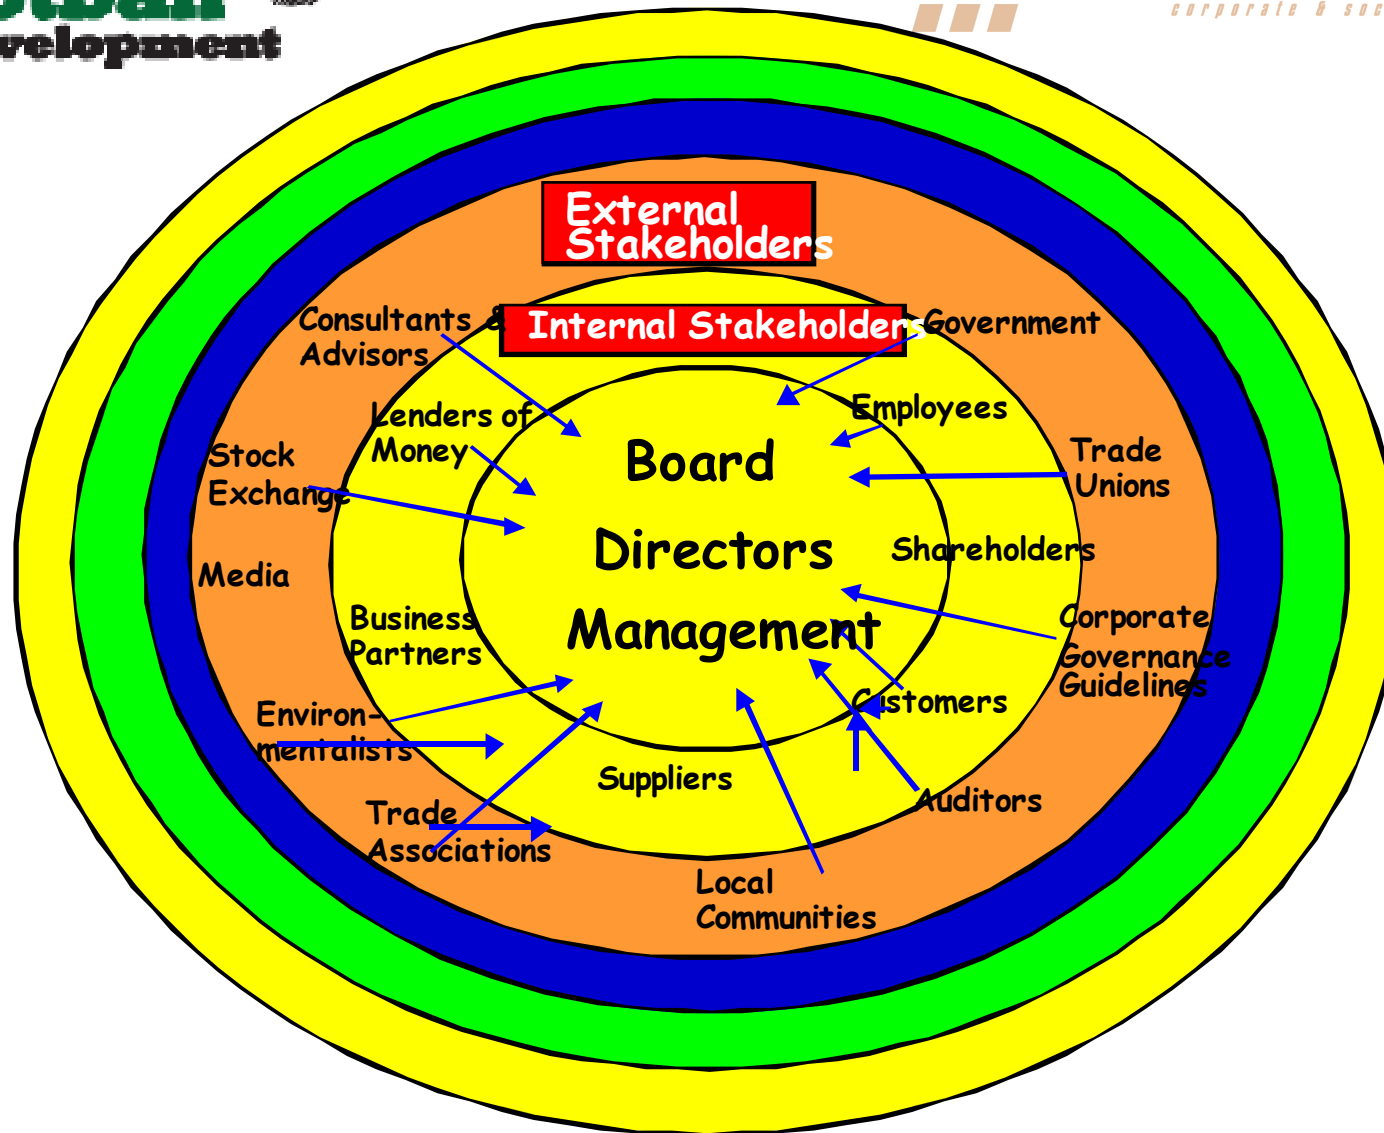 velopment
corporate & soc
External
Stakeholders
Internal Stakeholders
Consultants &
Advisors
Government
Lenders of
Money
Employees
Stock
Exchange
Trade
Unions
Board
Directors
Management
Shareholders
Media
Business
Partners
Corporate
Governance
Guidelines
Environ-
mentalists
Customers
Suppliers
Trade
Associations
Auditors
Local
Communities